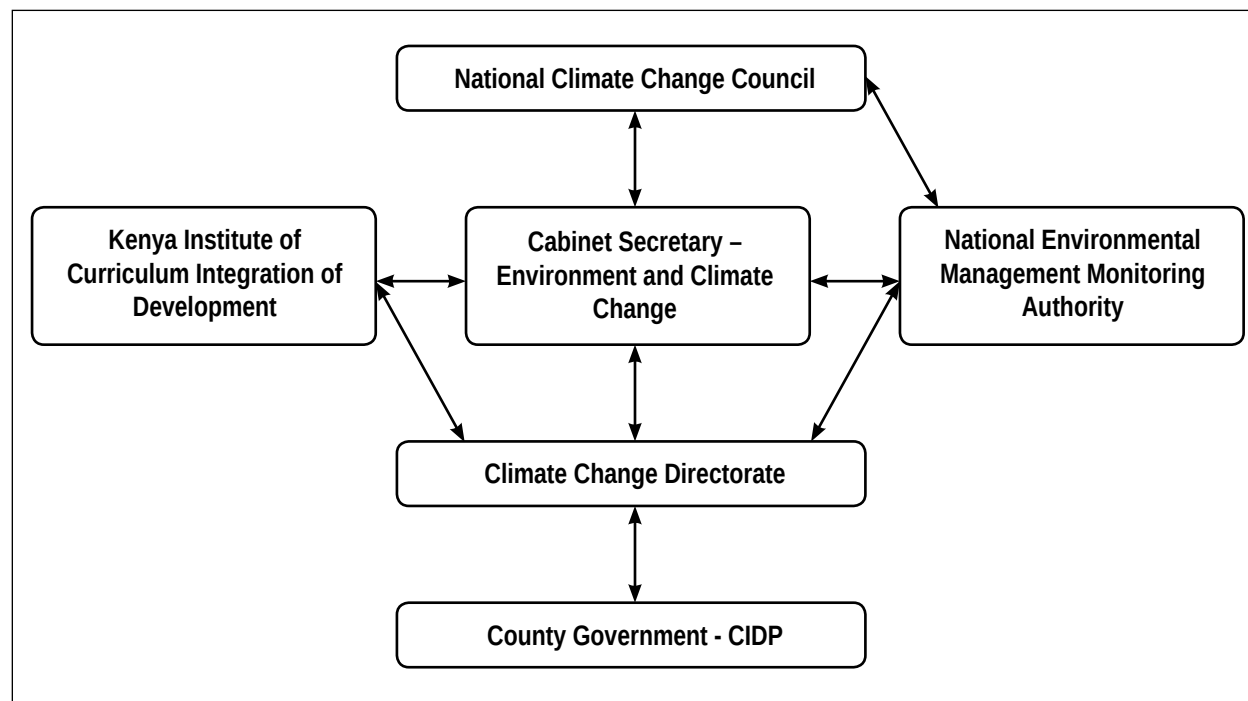 National Climate Change Council
Kenya Institute of
Curriculum Integration of
Development
Cabinet Secretary –
Environment and Climate
Change
National Environmental
Management Monitoring
Authority
Climate Change Directorate
County Government - CIDP